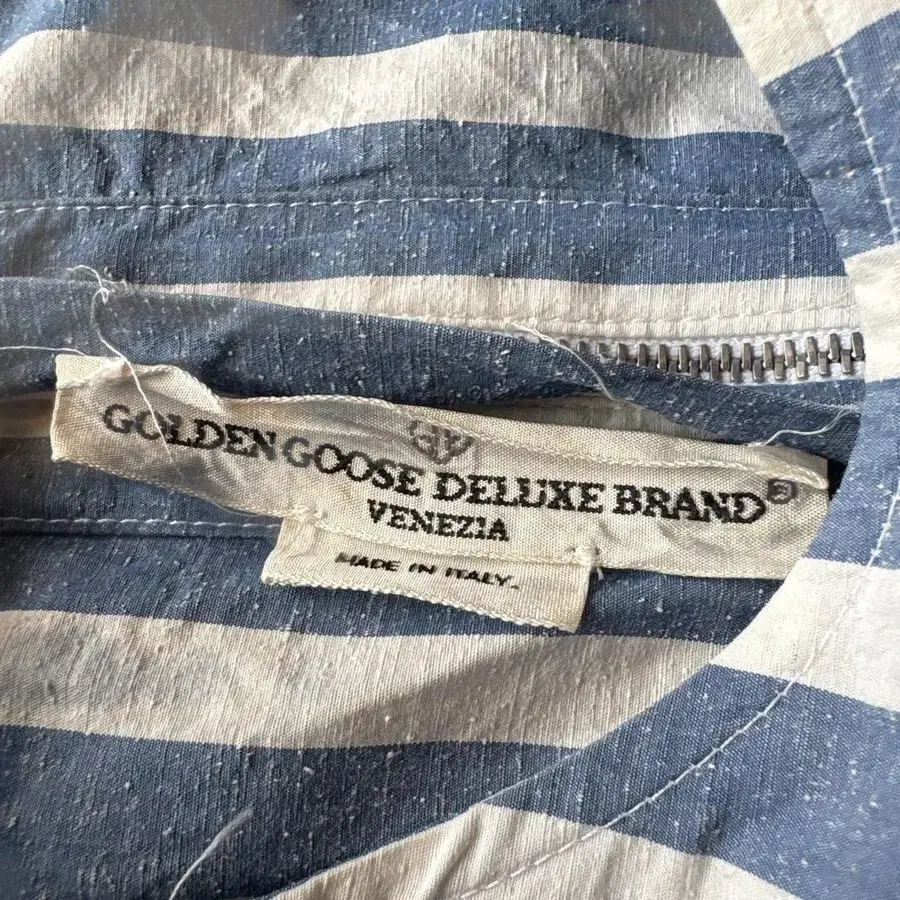 GOLDEN GOOSE DELUXE BRAND®
VENEZIA
MADE IN ITALY.